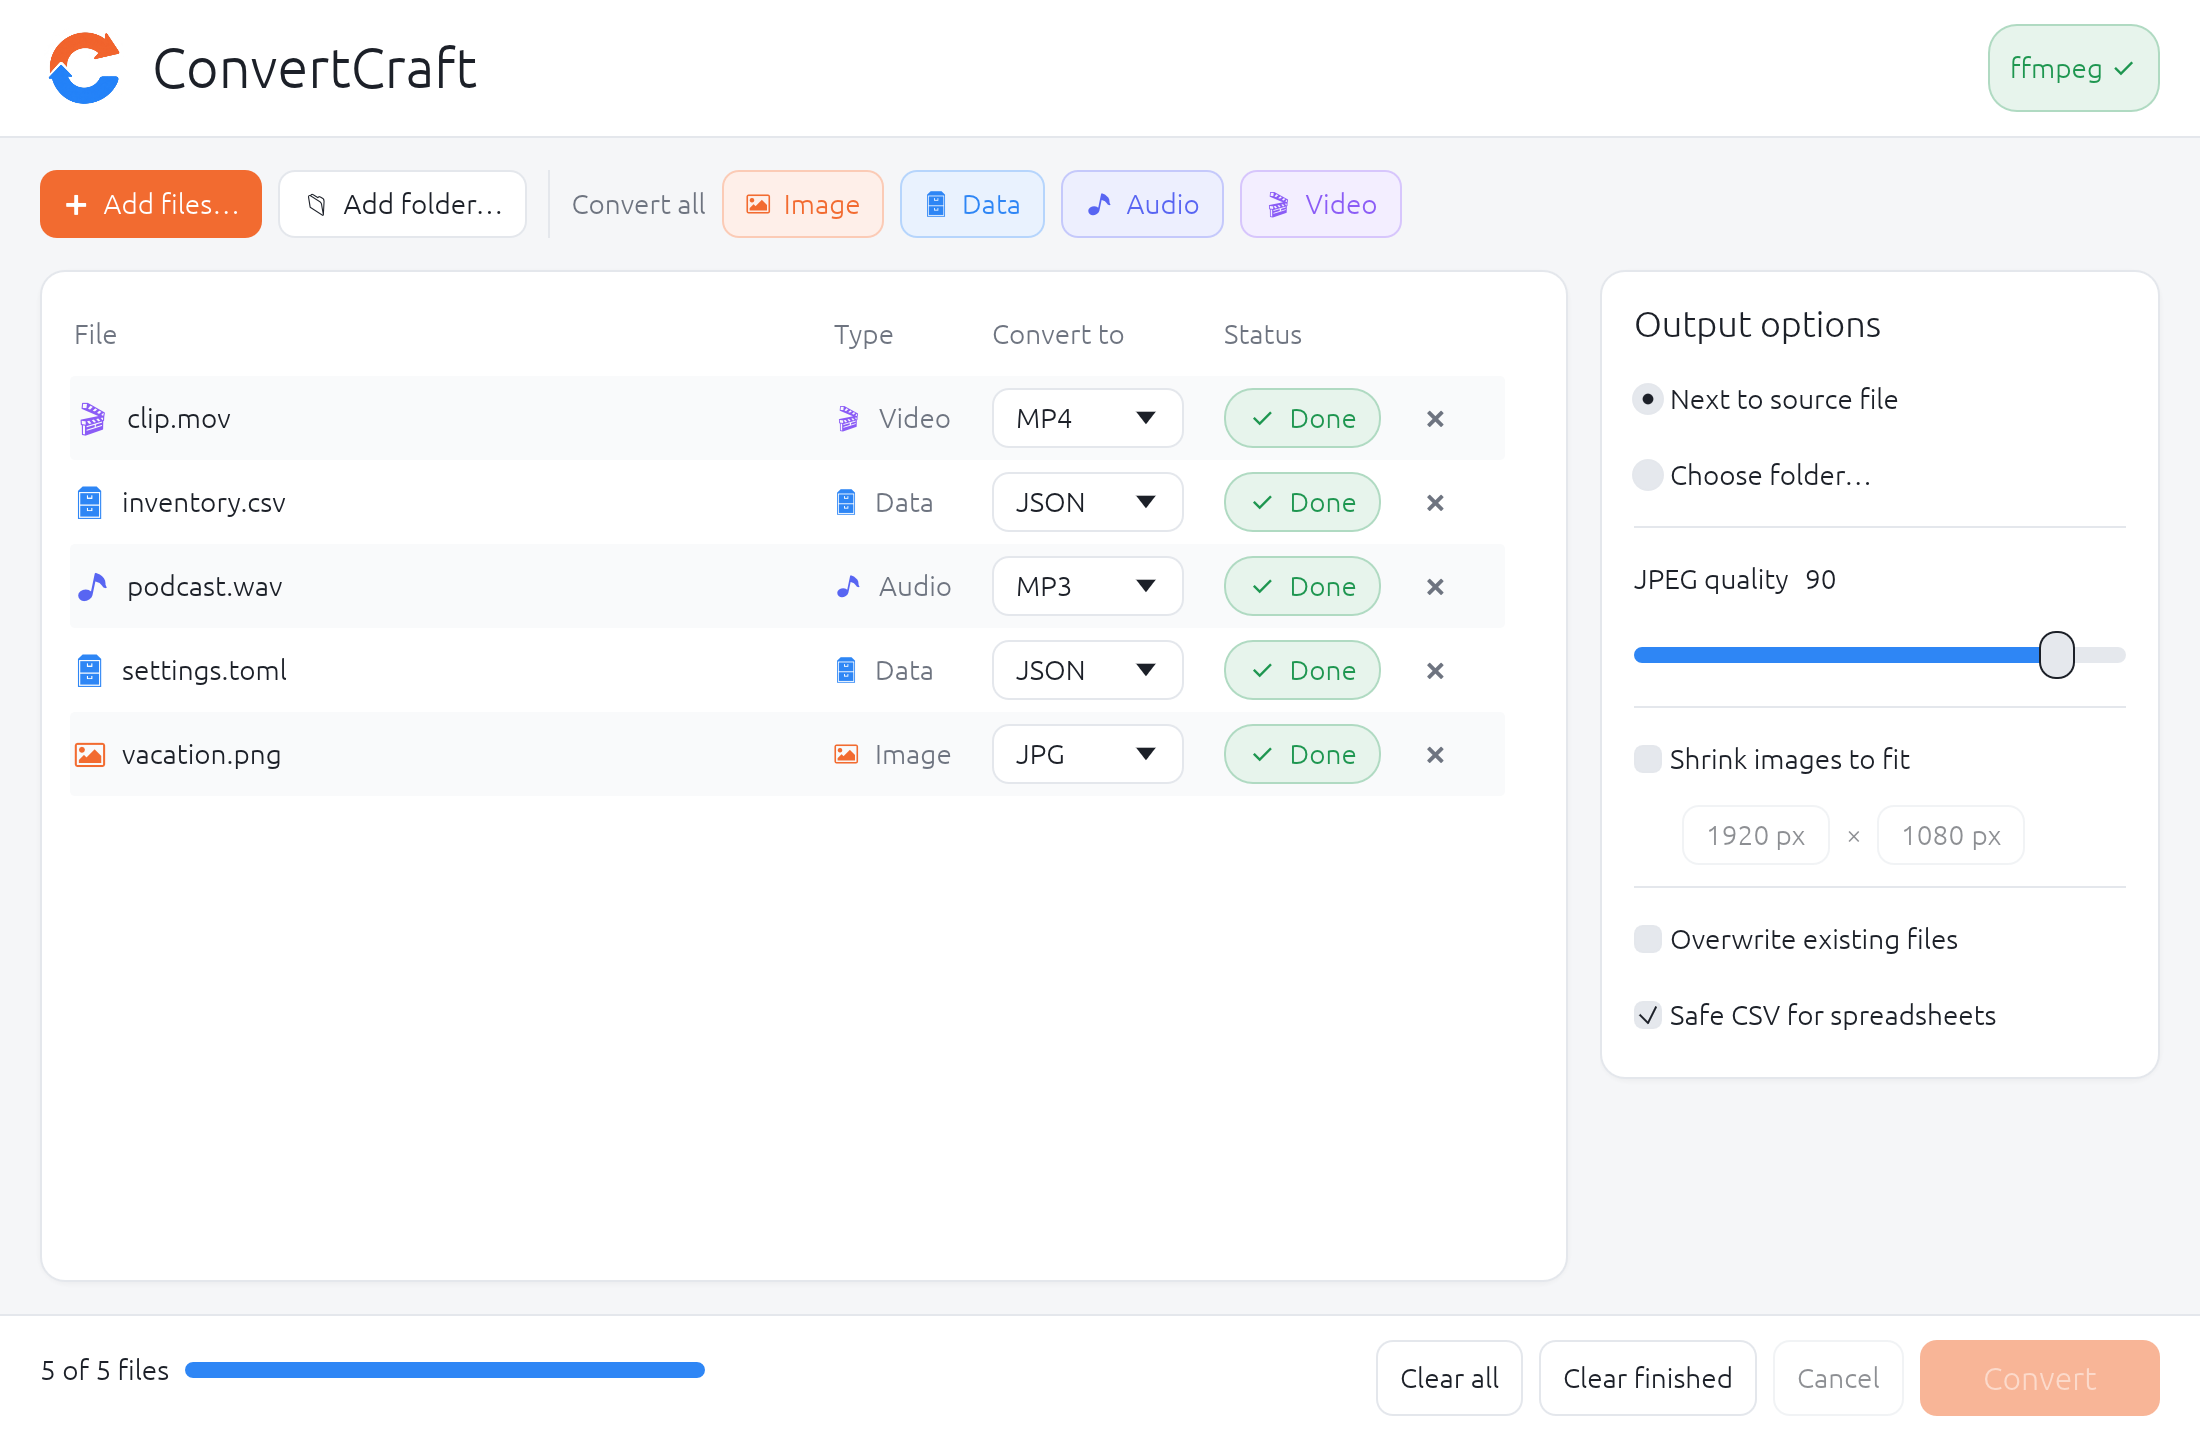 ConvertCraft
ffmpeg ✓
+ Add files...
Add folder...
Convert all
Image
Data
Audio
Video
File Type Convert to Status
clip.mov Video MP4 ✓ Done ×
inventory.csv Data JSON ✓ Done ×
podcast.wav Audio MP3 ✓ Done ×
settings.toml Data JSON ✓ Done ×
vacation.png Image JPG ✓ Done ×
Output options
Next to source file
Choose folder...
JPEG quality 90
Shrink images to fit
1920 px × 1080 px
Overwrite existing files
Safe CSV for spreadsheets
5 of 5 files
Clear all
Clear finished
Cancel
Convert